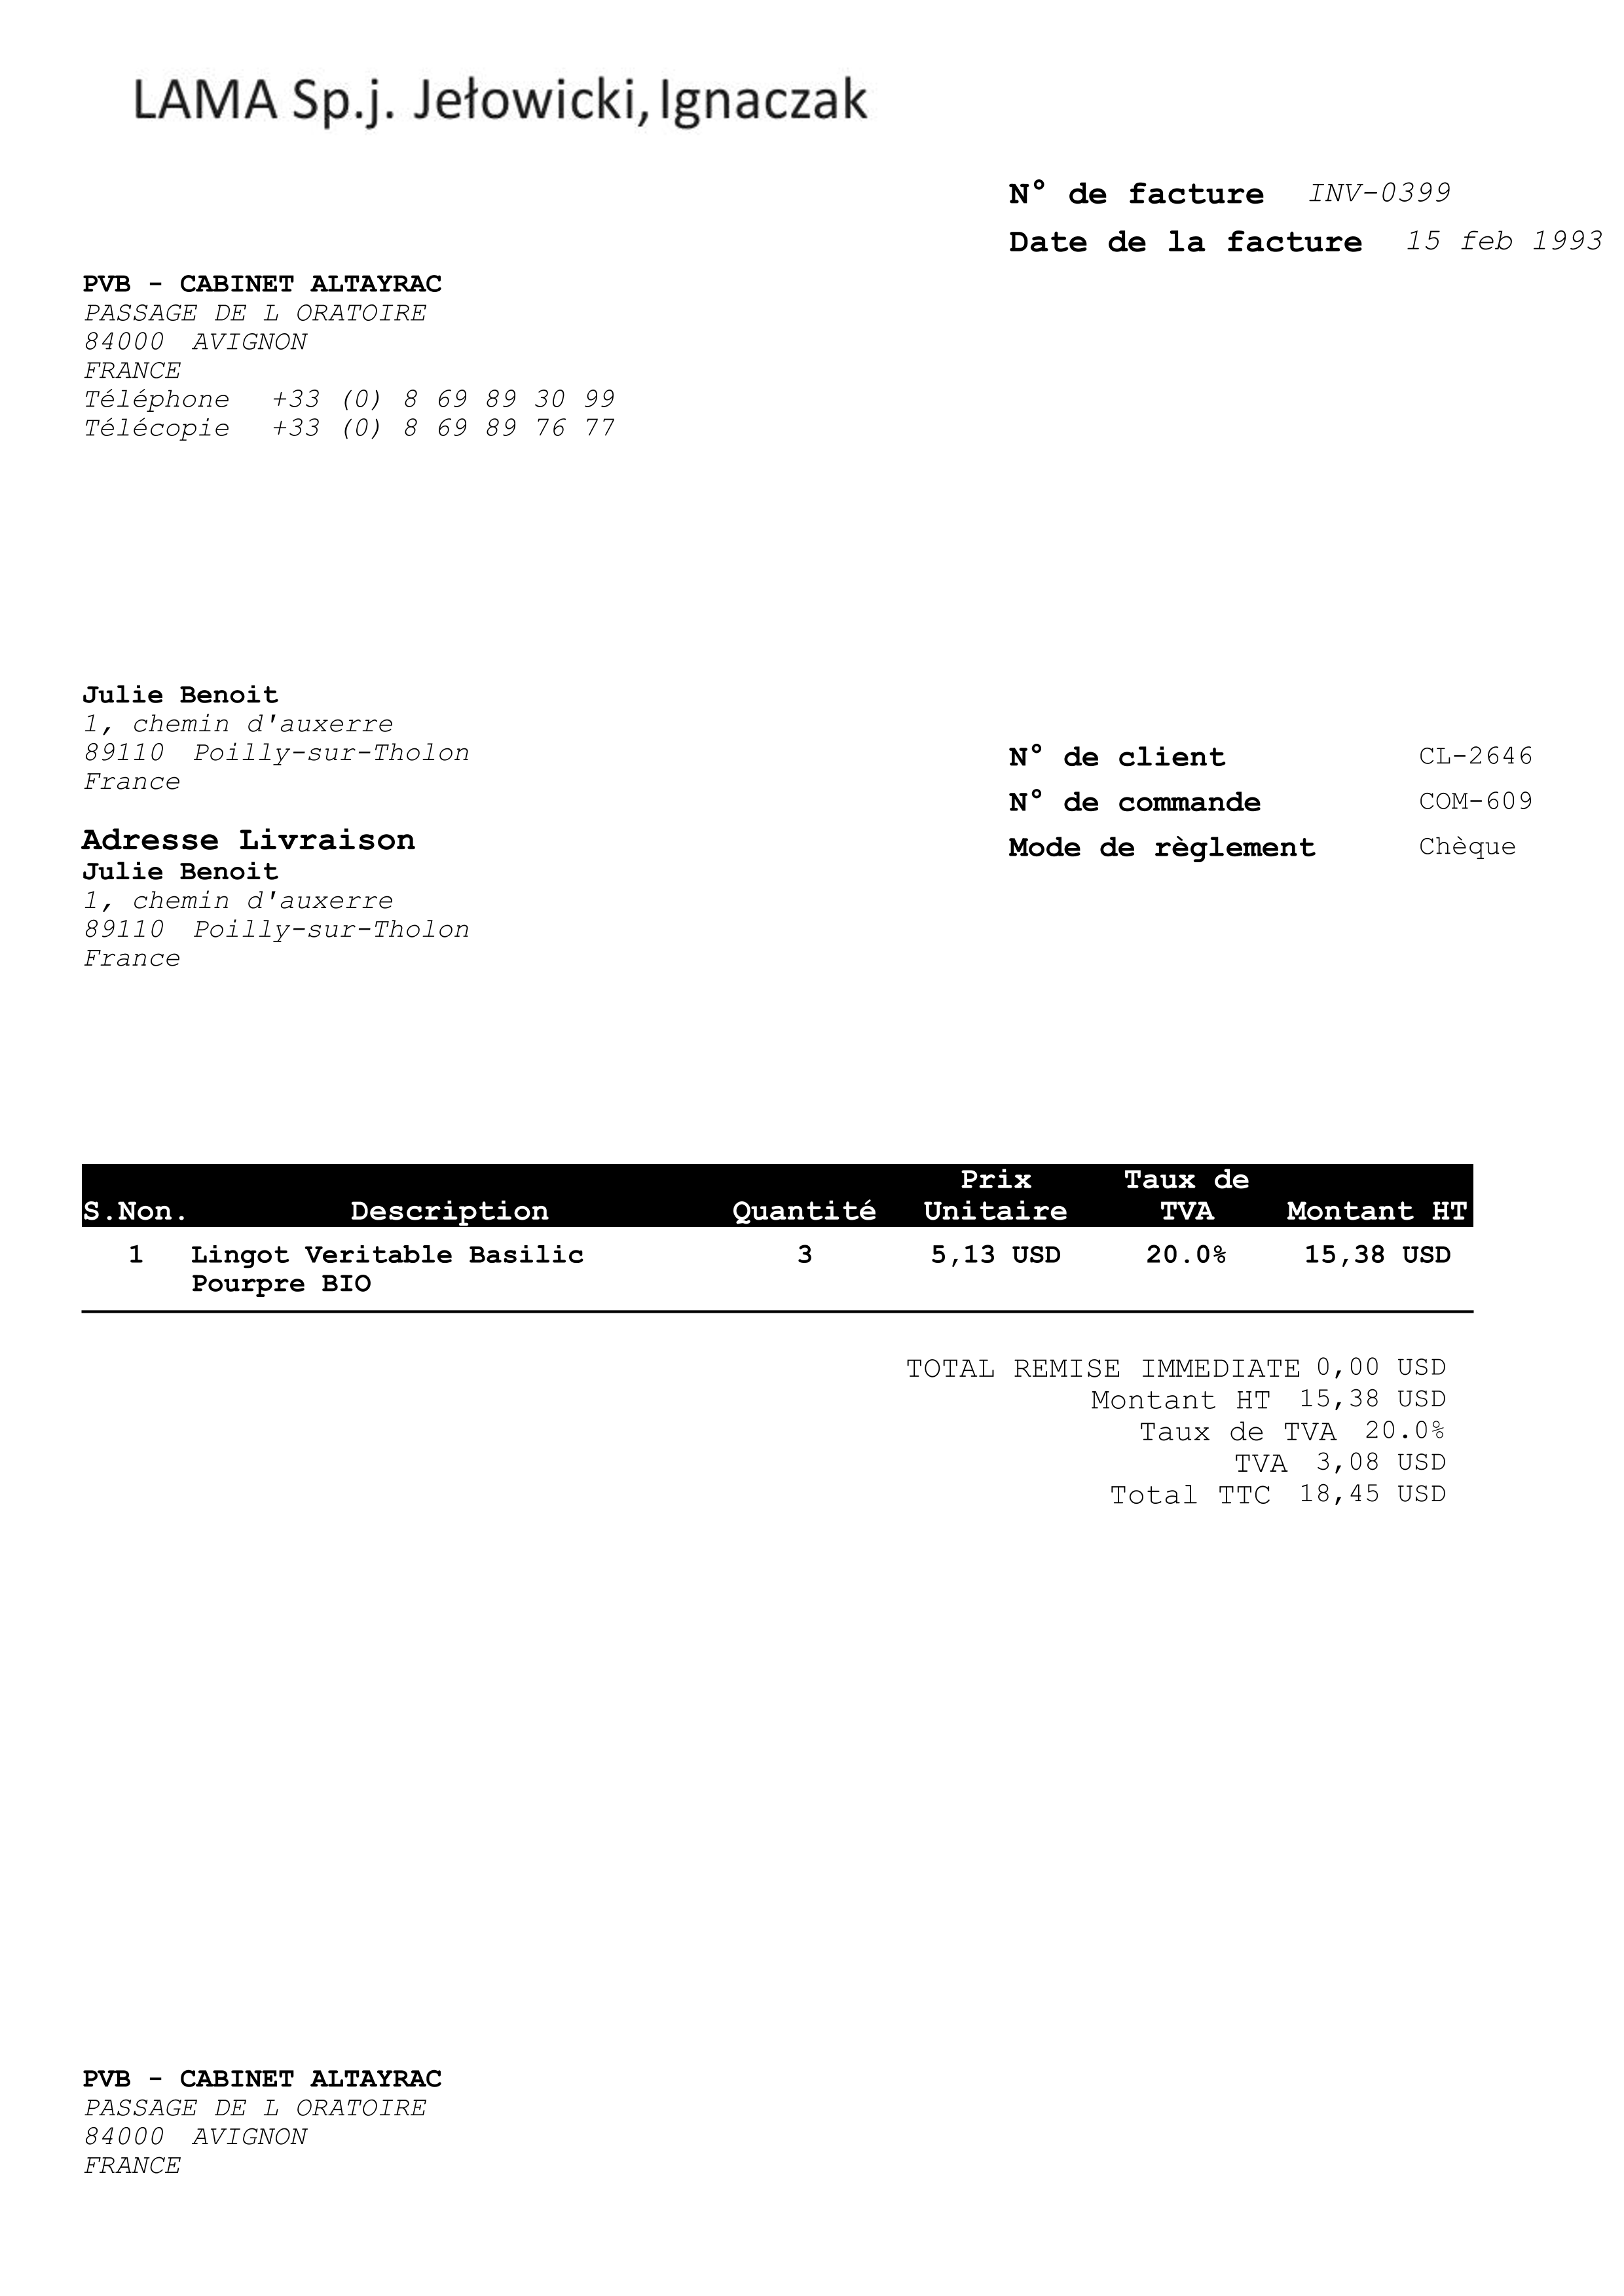 LAMA Sp.j. Jełowicki, Ignaczak
N° de facture INV-0399
Date de la facture 15 feb 1993
PVB - CABINET ALTAYRAC
PASSAGE DE L ORATOIRE
84000 AVIGNON
FRANCE
Téléphone +33 (0) 8 69 89 30 99
Télécopie +33 (0) 8 69 89 76 77
Julie Benoit
1, chemin d'auxerre
89110 Poilly-sur-Tholon
France
N° de client CL-2646
N° de commande COM-609
Mode de règlement Chèque
Adresse Livraison
Julie Benoit
1, chemin d'auxerre
89110 Poilly-sur-Tholon
France
Prix Taux de
S.Non. Description Quantité Unitaire TVA Montant HT
1 Lingot Veritable Basilic 3 5,13 USD 20.0% 15,38 USD
Pourpre BIO
TOTAL REMISE IMMEDIATE 0,00 USD
Montant HT 15,38 USD
Taux de TVA 20.0%
TVA 3,08 USD
Total TTC 18,45 USD
PVB - CABINET ALTAYRAC
PASSAGE DE L ORATOIRE
84000 AVIGNON
FRANCE